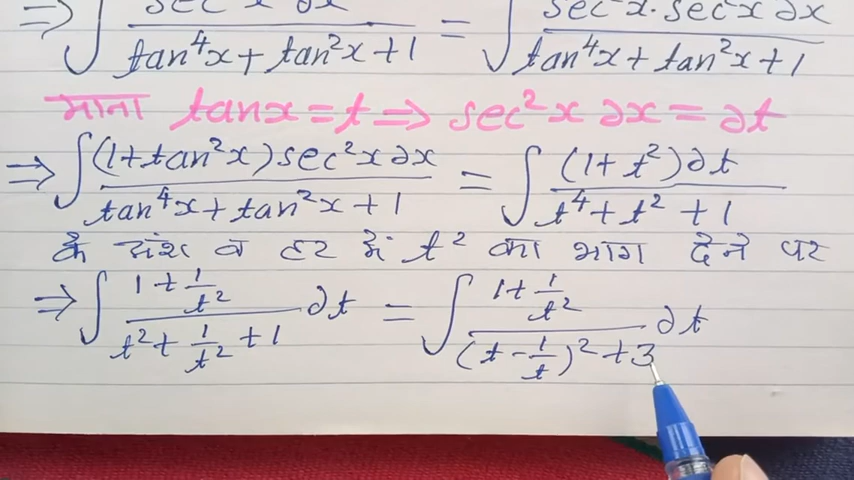 ⇒ ∫ sec⁴x ∂x / (tan⁴x + tan²x + 1) = ∫ sec²x · sec²x ∂x / (tan⁴x + tan²x + 1)
माना tanx = t ⇒ sec²x ∂x = ∂t
⇒ ∫ (1 + tan²x) sec²x ∂x / (tan⁴x + tan²x + 1) = ∫ (1 + t²) ∂t / (t⁴ + t² + 1)
के अंश व हर में t² का भाग देने पर
⇒ ∫ (1 + 1/t²) / (t² + 1/t² + 1) ∂t = ∫ (1 + 1/t²) / ((t - 1/t)² + 3) ∂t